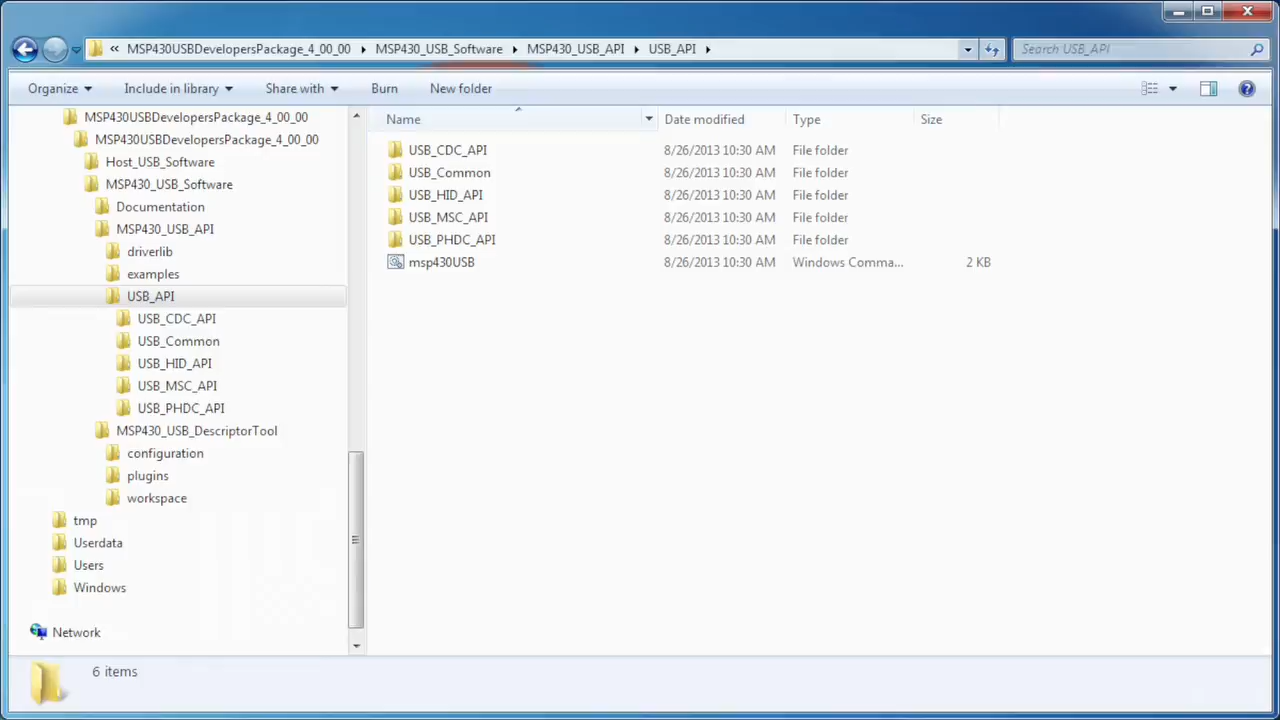 « MSP430USBDevelopersPackage_4_00_00 MSP430_USB_Software MSP430_USB_API USB_API Search USB_API
Organize Include in library Share with Burn New folder
Name Date modified Type Size
MSP430USBDevelopersPackage_4_00_00
MSP430USBDevelopersPackage_4_00_00
Host_USB_Software
MSP430_USB_Software
Documentation
MSP430_USB_API
driverlib
examples
USB_API
USB_CDC_API
USB_Common
USB_HID_API
USB_MSC_API
USB_PHDC_API
MSP430_USB_DescriptorTool
configuration
plugins
workspace
tmp
Userdata
Users
Windows
Network
USB_CDC_API 8/26/2013 10:30 AM File folder
USB_Common 8/26/2013 10:30 AM File folder
USB_HID_API 8/26/2013 10:30 AM File folder
USB_MSC_API 8/26/2013 10:30 AM File folder
USB_PHDC_API 8/26/2013 10:30 AM File folder
msp430USB 8/26/2013 10:30 AM Windows Comma... 2 KB
6 items